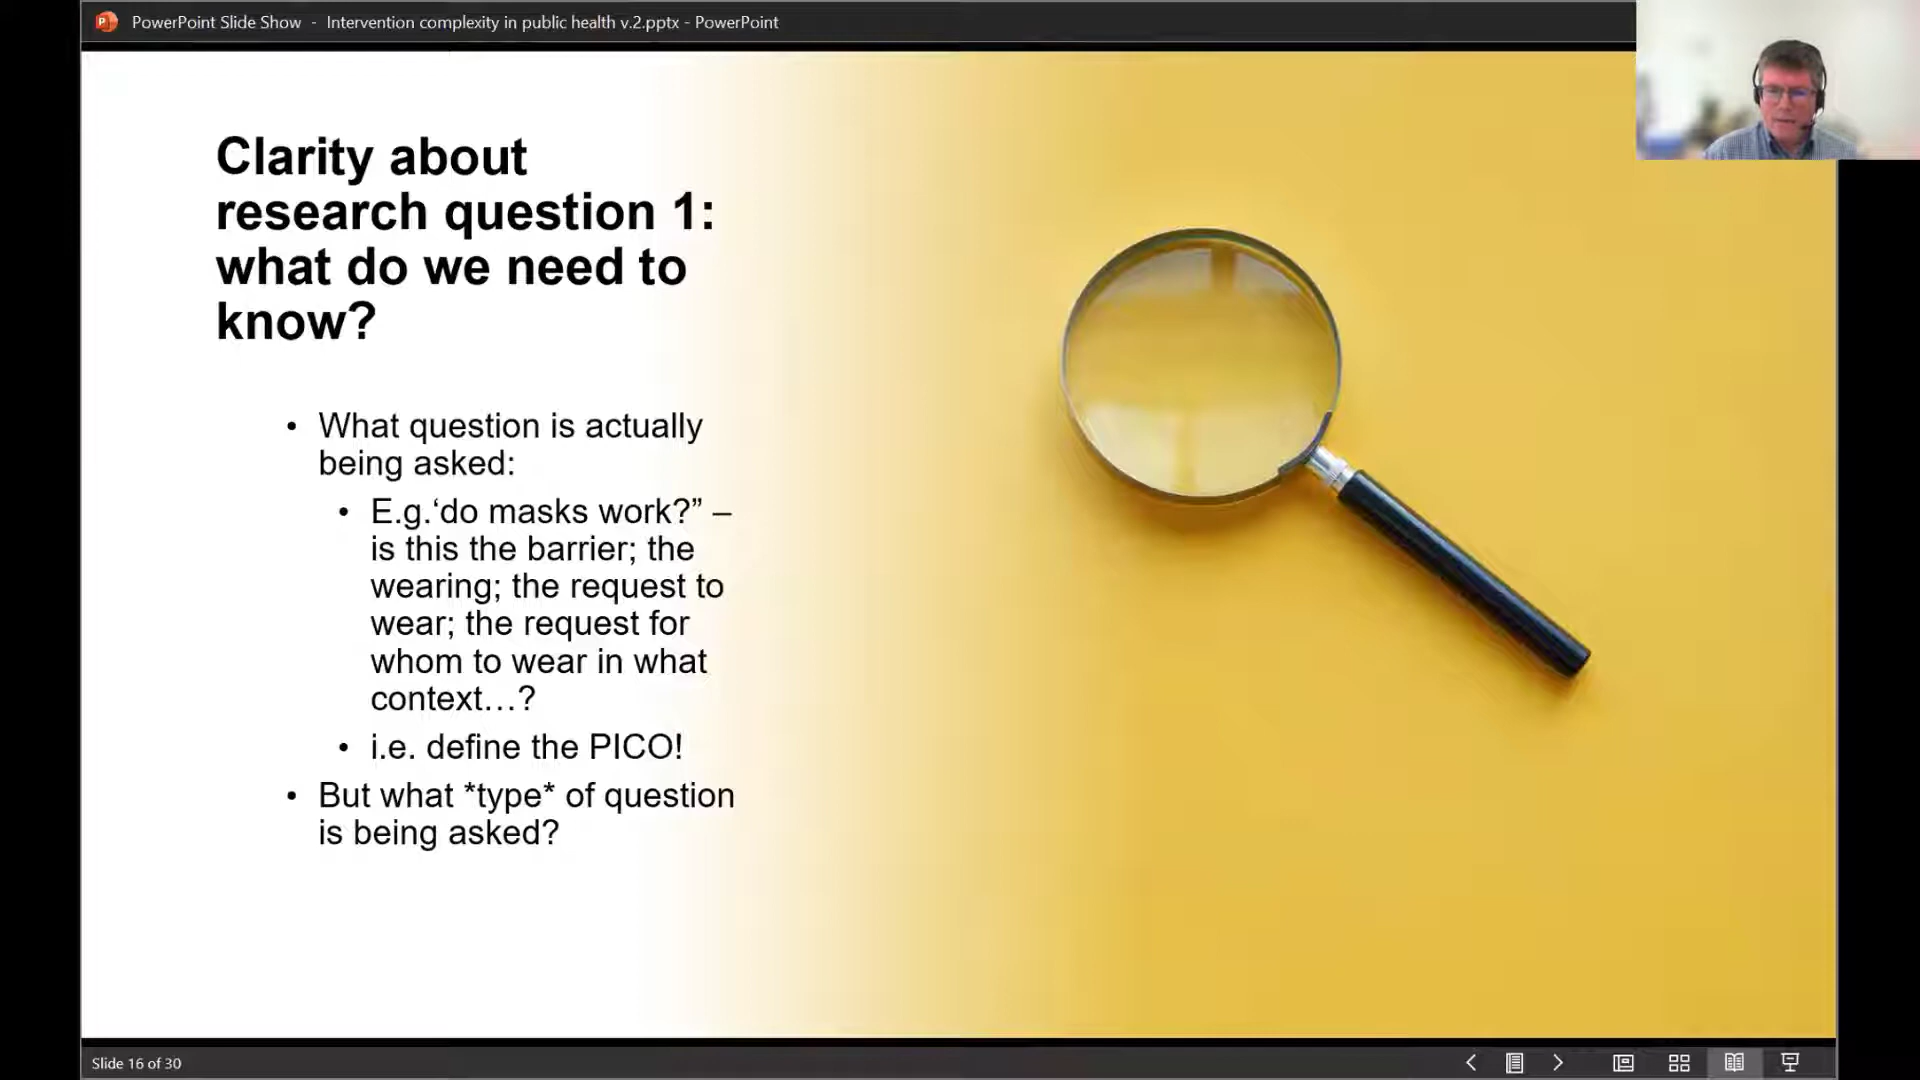 PowerPoint Slide Show - Intervention complexity in public health v.2.pptx - PowerPoint
Clarity about
research question 1:
what do we need to
know?
• What question is actually
being asked:
• E.g.‘do masks work?” –
is this the barrier; the
wearing; the request to
wear; the request for
whom to wear in what
context…?
• i.e. define the PICO!
• But what *type* of question
is being asked?
Slide 16 of 30